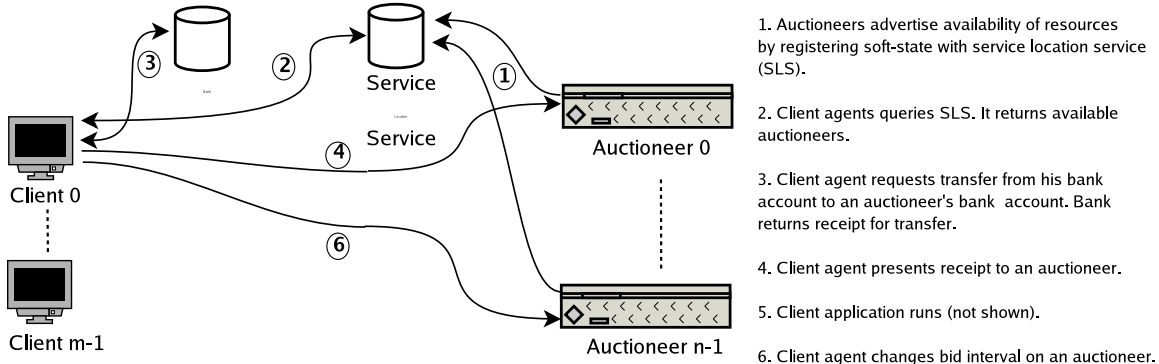 1. Auctioneers advertise availability of resources
by registering soft-state with service location service
(SLS).
2. Client agents queries SLS. It returns available
auctioneers.
3. Client agent requests transfer from his bank
account to an auctioneer's bank account. Bank
returns receipt for transfer.
4. Client agent presents receipt to an auctioneer.
5. Client application runs (not shown).
6. Client agent changes bid interval on an auctioneer.
3
2
1
Bank
Service
Location
Service
4
6
Auctioneer 0
Client 0
Client m-1
Auctioneer n-1